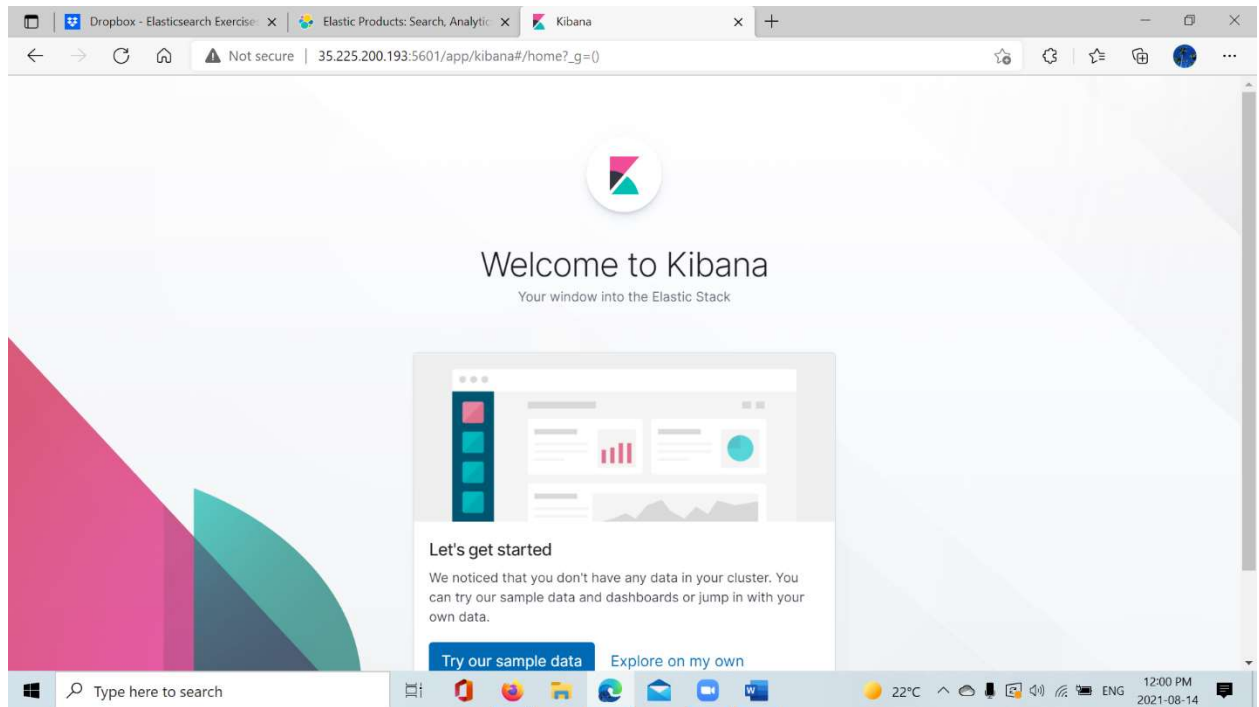 Dropbox - Elasticsearch Exercise
Elastic Products: Search, Analytic
Kibana
Not secure | 35.225.200.193:5601/app/kibana#/home?_g=()
Welcome to Kibana
Your window into the Elastic Stack
Let's get started
We noticed that you don't have any data in your cluster. You
can try our sample data and dashboards or jump in with your
own data.
Try our sample data Explore on my own
Type here to search
22°C
ENG
12:00 PM
2021-08-14